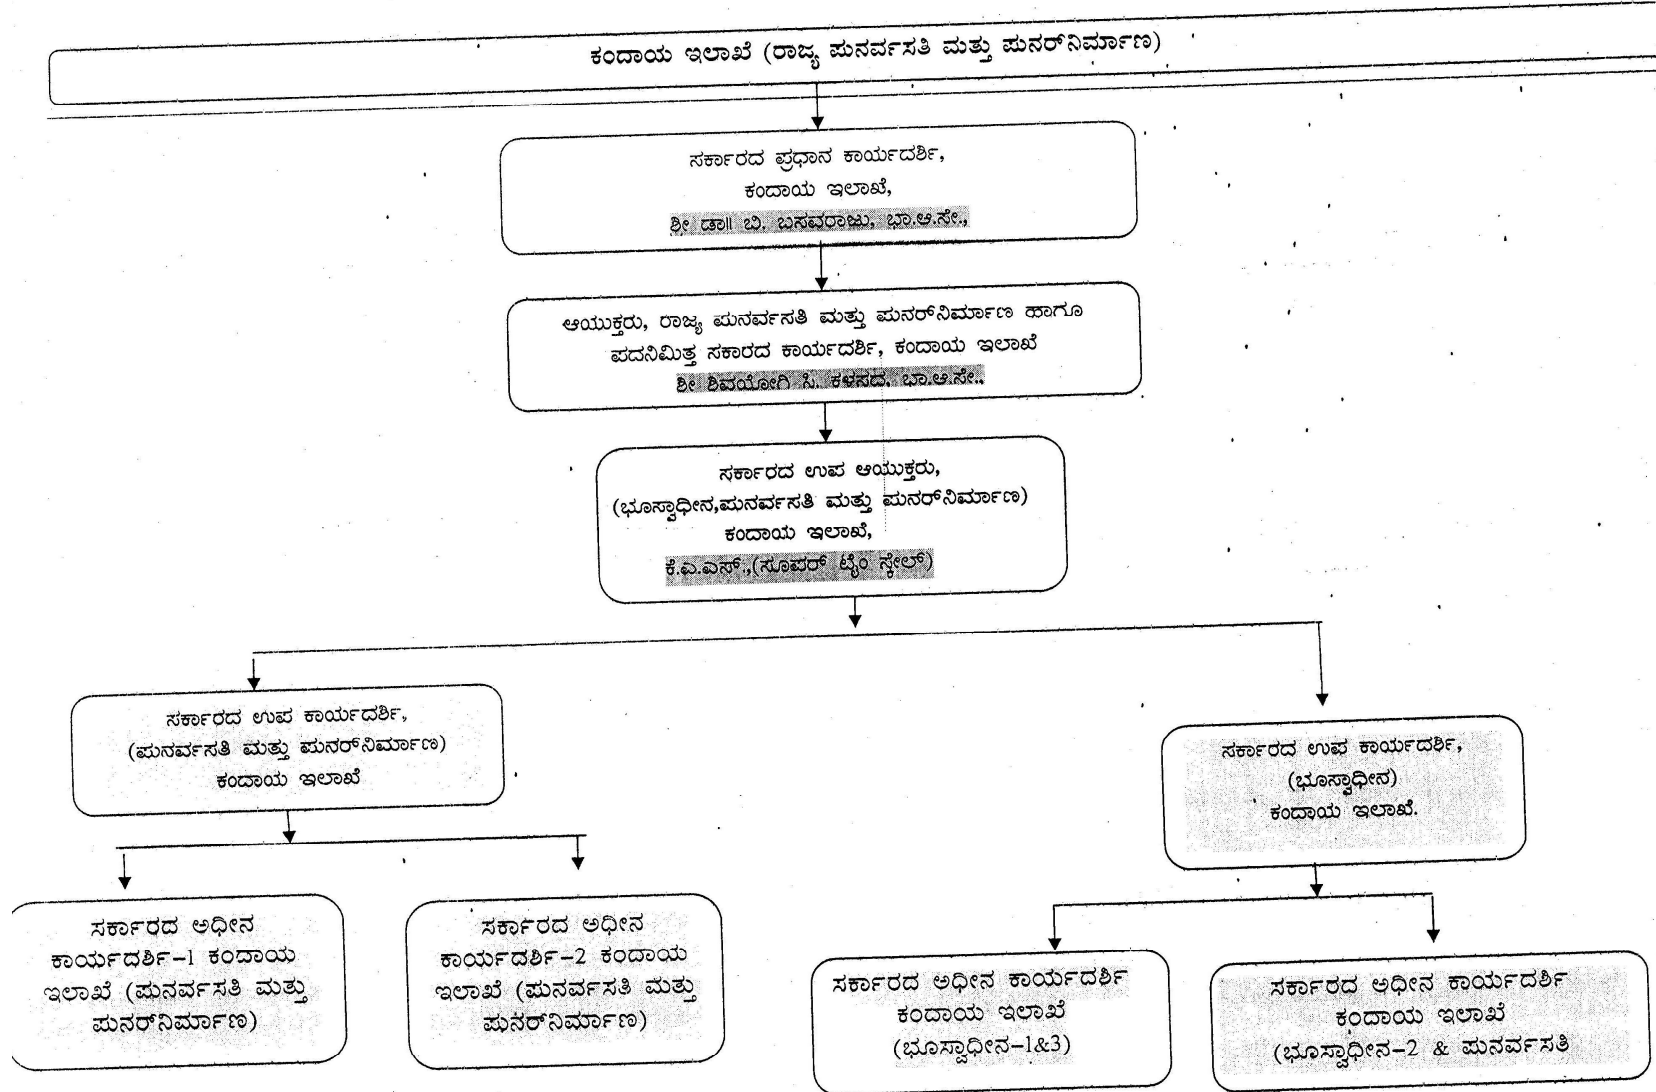 ಕಂದಾಯ ಇಲಾಖೆ (ರಾಜ್ಯ ಪುನರ್ವಸತಿ ಮತ್ತು ಪುನರ್‌ನಿರ್ಮಾಣ)
ಸರ್ಕಾರದ ಪ್ರಧಾನ ಕಾರ್ಯದರ್ಶಿ,
ಕಂದಾಯ ಇಲಾಖೆ,
ಶ್ರೀ ಡಾ|| ಬಿ. ಬಸವರಾಜು, ಭಾ.ಆ.ಸೇ.,
ಆಯುಕ್ತರು, ರಾಜ್ಯ ಪುನರ್ವಸತಿ ಮತ್ತು ಪುನರ್‌ನಿರ್ಮಾಣ ಹಾಗೂ
ಪದನಿಮಿತ್ತ ಸಕಾರದ ಕಾರ್ಯದರ್ಶಿ, ಕಂದಾಯ ಇಲಾಖೆ
ಶ್ರೀ ಶಿವಯೋಗಿ ಸಿ. ಕಳಸದ, ಭಾ.ಆ.ಸೇ.,
ಸರ್ಕಾರದ ಉಪ ಆಯುಕ್ತರು,
(ಭೂಸ್ವಾಧೀನ,ಪುನರ್ವಸತಿ ಮತ್ತು ಪುನರ್‌ನಿರ್ಮಾಣ)
ಕಂದಾಯ ಇಲಾಖೆ,
ಕೆ.ಎ.ಎಸ್.,(ಸೂಪರ್ ಟೈಂ ಸ್ಕೇಲ್)
ಸರ್ಕಾರದ ಉಪ ಕಾರ್ಯದರ್ಶಿ,
(ಪುನರ್ವಸತಿ ಮತ್ತು ಪುನರ್‌ನಿರ್ಮಾಣ)
ಕಂದಾಯ ಇಲಾಖೆ
ಸರ್ಕಾರದ ಉಪ ಕಾರ್ಯದರ್ಶಿ,
(ಭೂಸ್ವಾಧೀನ)
ಕಂದಾಯ ಇಲಾಖೆ.
ಸರ್ಕಾರದ ಅಧೀನ
ಕಾರ್ಯದರ್ಶಿ-1 ಕಂದಾಯ
ಇಲಾಖೆ (ಪುನರ್ವಸತಿ ಮತ್ತು
ಪುನರ್‌ನಿರ್ಮಾಣ)
ಸರ್ಕಾರದ ಅಧೀನ
ಕಾರ್ಯದರ್ಶಿ-2 ಕಂದಾಯ
ಇಲಾಖೆ (ಪುನರ್ವಸತಿ ಮತ್ತು
ಪುನರ್‌ನಿರ್ಮಾಣ)
ಸರ್ಕಾರದ ಅಧೀನ ಕಾರ್ಯದರ್ಶಿ
ಕಂದಾಯ ಇಲಾಖೆ
(ಭೂಸ್ವಾಧೀನ-1&3)
ಸರ್ಕಾರದ ಅಧೀನ ಕಾರ್ಯದರ್ಶಿ
ಕಂದಾಯ ಇಲಾಖೆ
(ಭೂಸ್ವಾಧೀನ-2 & ಪುನರ್ವಸತಿ